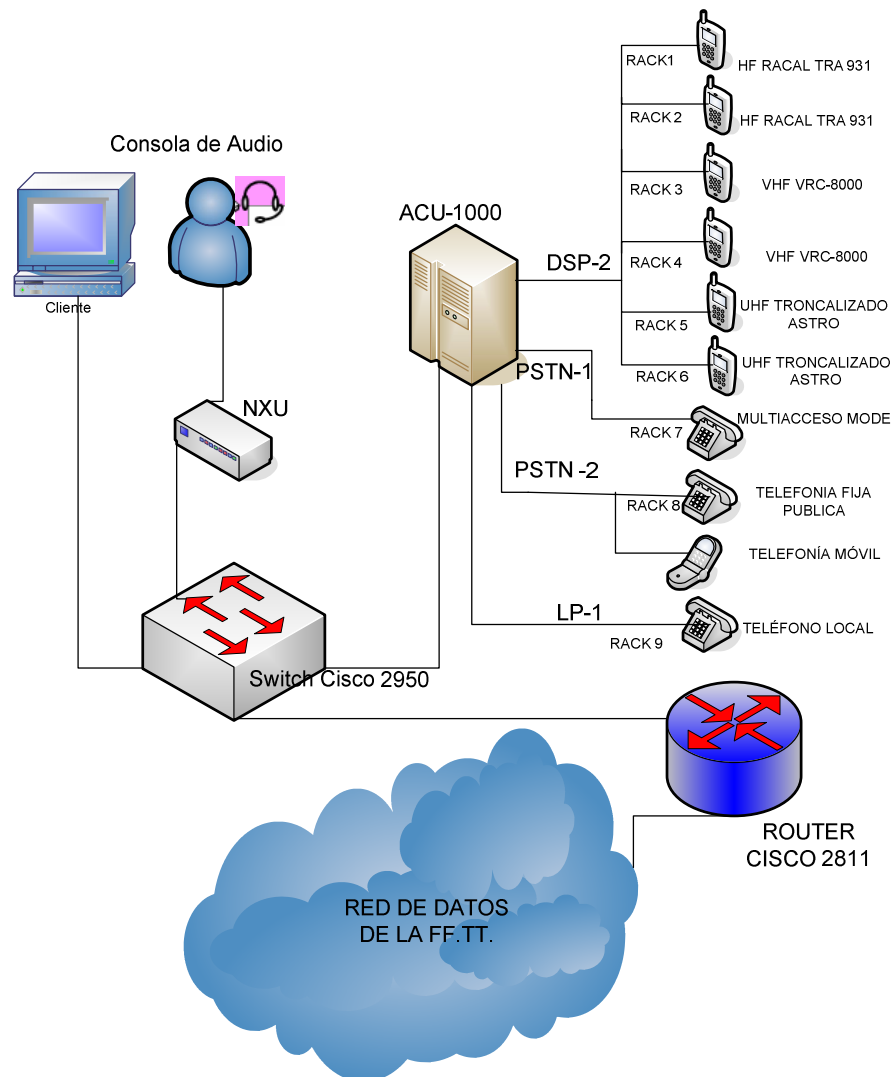 RACK1
HF RACAL TRA 931
RACK 2
HF RACAL TRA 931
Consola de Audio
RACK 3
VHF VRC-8000
ACU-1000
DSP-2
RACK 4
VHF VRC-8000
Cliente
RACK 5
UHF TRONCALIZADO
ASTRO
RACK 6
UHF TRONCALIZADO
ASTRO
PSTN-1
NXU
RACK 7
MULTIACCESO MODE
PSTN -2
RACK 8
TELEFONIA FIJA
PUBLICA
TELEFONÍA MÓVIL
LP-1
RACK 9
TELÉFONO LOCAL
Switch Cisco 2950
ROUTER
CISCO 2811
RED DE DATOS
DE LA FF.TT.